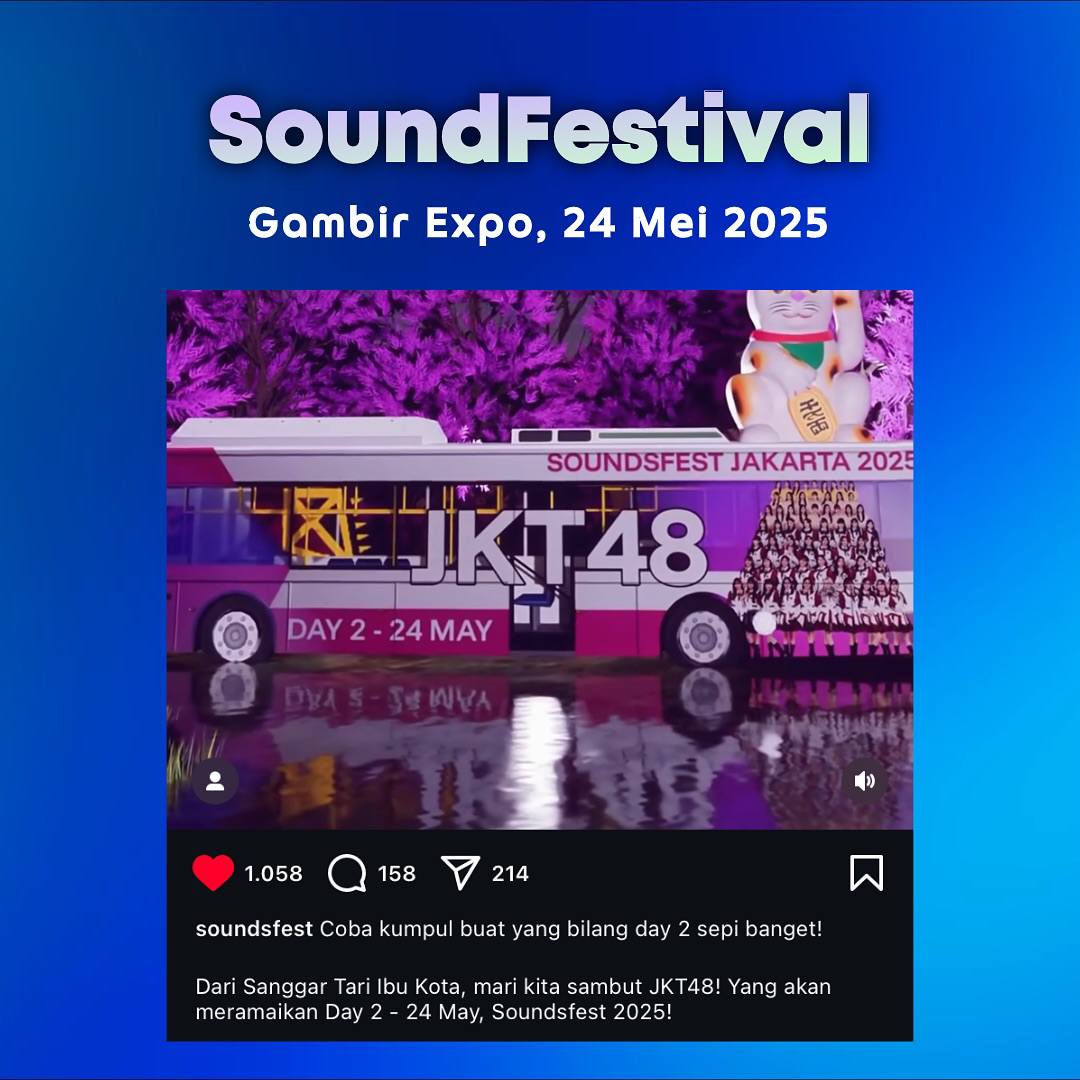 SoundFestival
Gambir Expo, 24 Mei 2025
SOUNDSFEST JAKARTA 2025
JKT48
DAY 2 - 24 MAY
1.058 158 214
soundsfest Coba kumpul buat yang bilang day 2 sepi banget!
Dari Sanggar Tari Ibu Kota, mari kita sambut JKT48! Yang akan
meramaikan Day 2 - 24 May, Soundsfest 2025!